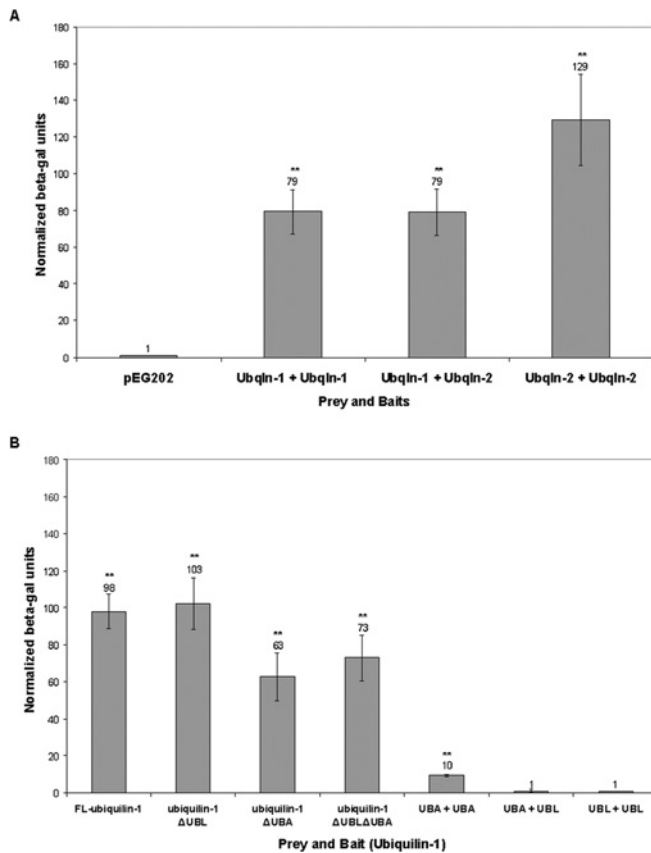 A
Normalized beta-gal units
180
160
140
120
100
80
60
40
20
0
1
**
79
**
79
**
129
pEG202
Ubqln-1 + Ubqln-1
Ubqln-1 + Ubqln-2
Ubqln-2 + Ubqln-2
Prey and Baits
B
Normalized beta-gal units
180
160
140
120
100
80
60
40
20
0
**
98
**
103
**
63
**
73
**
10
1
1
FL-ubiquilin-1
ubiquilin-1
ΔUBL
ubiquilin-1
ΔUBA
ubiquilin-1
ΔUBLΔUBA
UBA + UBA
UBA + UBL
UBL + UBL
Prey and Bait (Ubiquilin-1)